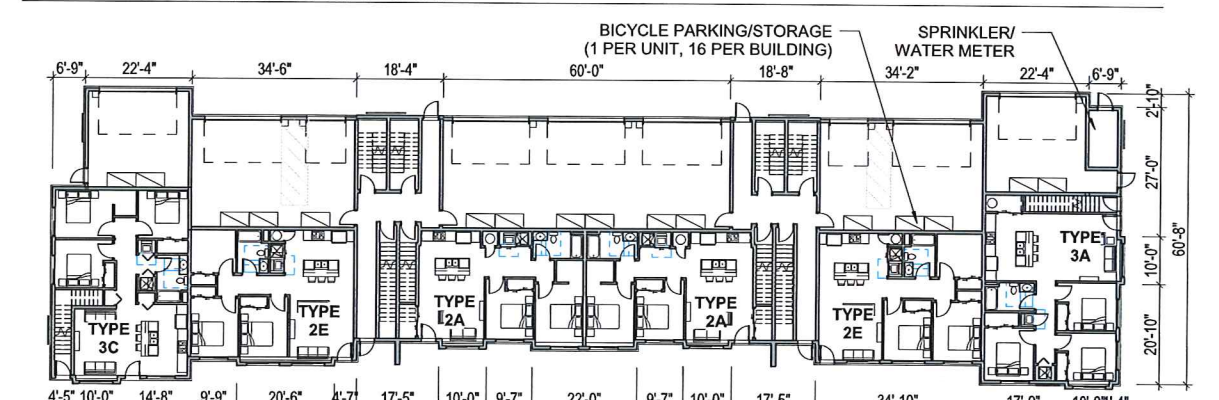 BICYCLE PARKING/STORAGE
(1 PER UNIT, 16 PER BUILDING)
SPRINKLER/
WATER METER
6'-9" 22'-4" 34'-6" 18'-4" 60'-0" 18'-8" 34'-2" 22'-4" 6'-9"
2'-10"
27'-0"
10'-0"
60'-8"
20'-10"
TYPE
3C
TYPE
2E
TYPE
2A
TYPE
2A
TYPE
2E
TYPE
3A
4'-5" 10'-0" 14'-8" 9'-9" 20'-6" 4'-7" 17'-5" 10'-0" 9'-7" 22'-0" 9'-7" 10'-0" 17'-5" 34'-10"